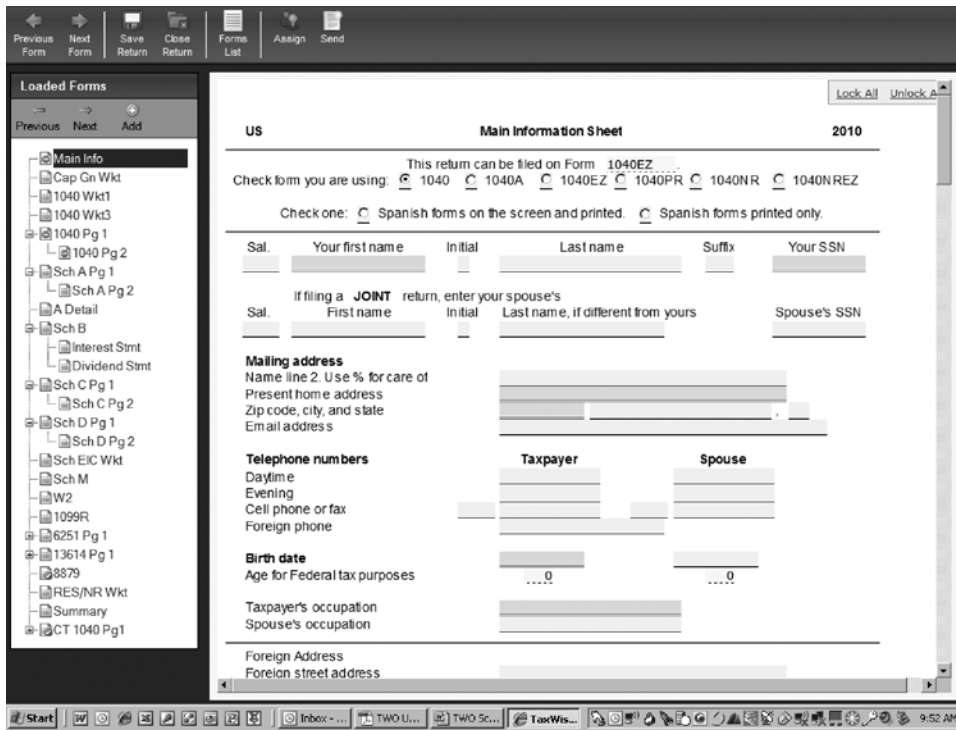 Previous Form Next Form Save Return Close Return Forms List Assign Send
Loaded Forms
Previous Next Add
Main Info
Cap Gn Wkt
1040 Wkt1
1040 Wkt3
1040 Pg 1
1040 Pg 2
Sch A Pg 1
Sch A Pg 2
A Detail
Sch B
Interest Stmt
Dividend Stmt
Sch C Pg 1
Sch C Pg 2
Sch D Pg 1
Sch D Pg 2
Sch EIC Wkt
Sch M
W2
1099R
6251 Pg 1
13614 Pg 1
8879
RES/NR Wkt
Summary
CT 1040 Pg1
Lock All Unlock A
US Main Information Sheet 2010
This return can be filed on Form 1040EZ .
Check form you are using: 1040 1040A 1040EZ 1040PR 1040NR 1040NREZ
Check one: Spanish forms on the screen and printed. Spanish forms printed only.
Sal. Your first name Initial Last name Suffix Your SSN
If filing a JOINT return, enter your spouse's
Sal. First name Initial Last name, if different from yours Spouse's SSN
Mailing address
Name line 2. Use % for care of
Present home address
Zip code, city, and state ,
Email address
Telephone numbers Taxpayer Spouse
Daytime
Evening
Cell phone or fax
Foreign phone
Birth date
Age for Federal tax purposes 0 0
Taxpayer's occupation
Spouse's occupation
Foreign Address
Foreign street address
Start Inbox - ... TWO U... TWO Sc... TaxWis... 9:52 AM